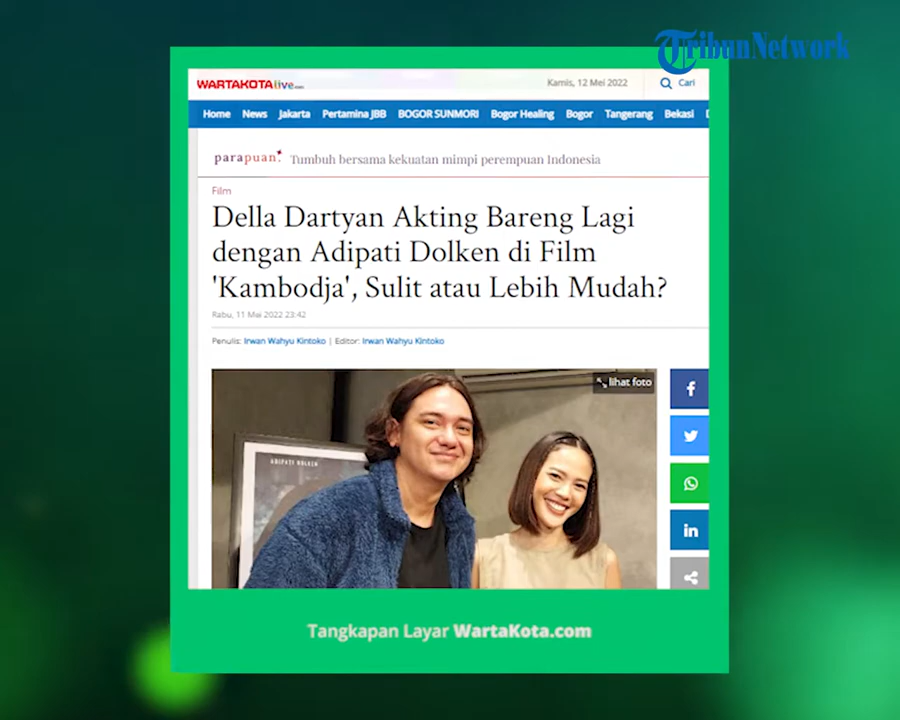 TribunNetwork
WARTAKOTAlive.com
Kamis, 12 Mei 2022
Cari
Home News Jakarta Pertamina JBB BOGOR SUNMORI Bogor Healing Bogor Tangerang Bekasi
parapuan. Tumbuh bersama kekuatan mimpi perempuan Indonesia
Film
Della Dartyan Akting Bareng Lagi
dengan Adipati Dolken di Film
'Kambodja', Sulit atau Lebih Mudah?
Rabu, 11 Mei 2022 23:42
Penulis: Irwan Wahyu Kintoko | Editor: Irwan Wahyu Kintoko
lihat foto
ADIPATI DOLKEN
Tangkapan Layar WartaKota.com